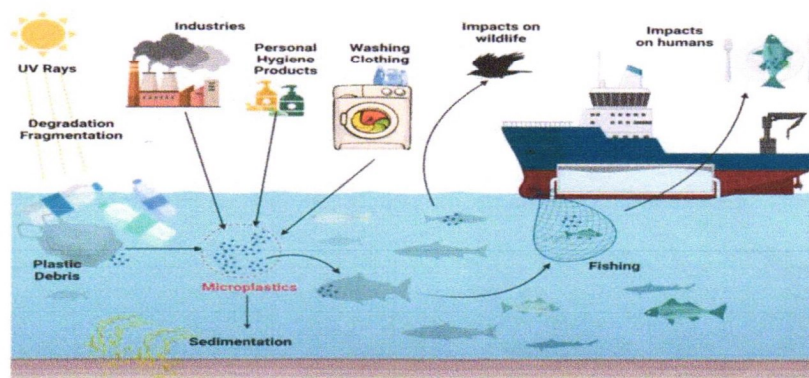 Industries
UV Rays
Personal
Hygiene
Products
Washing
Clothing
Impacts on
wildlife
Impacts
on humans
Degradation
Fragmentation
Plastic
Debris
Microplastics
Sedimentation
Fishing